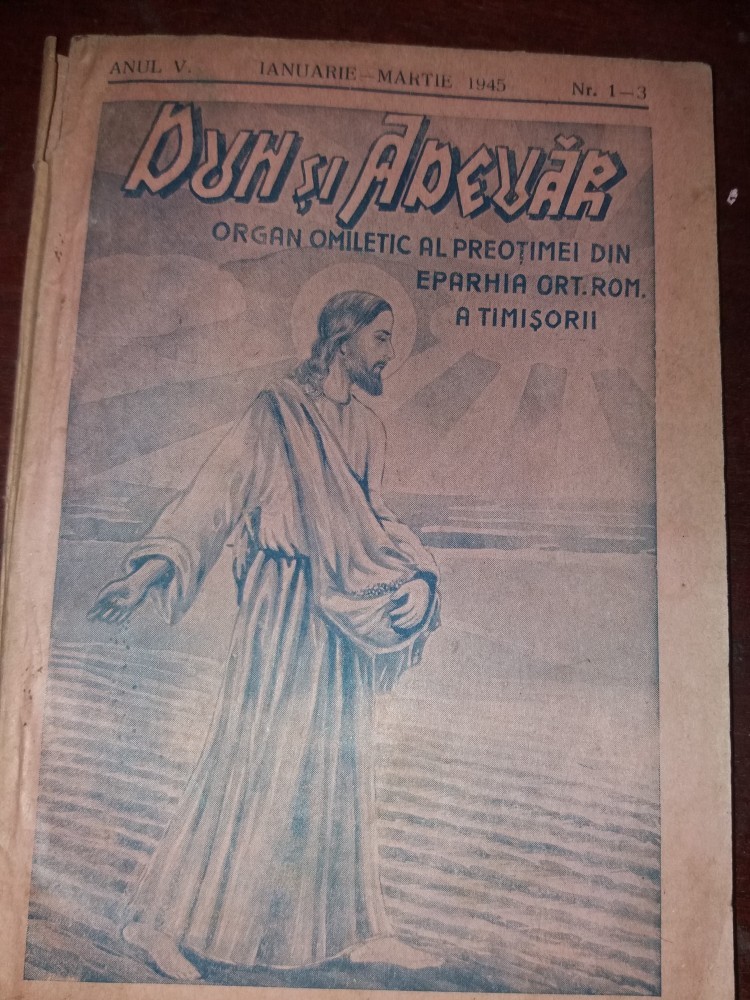 ANUL V. IANUARIE—MARTIE 1945 Nr. 1—3
DUH ȘI ADEVĂR
ORGAN OMILETIC AL PREOȚIMEI DIN
EPARHIA ORT. ROM.
A TIMIȘORII